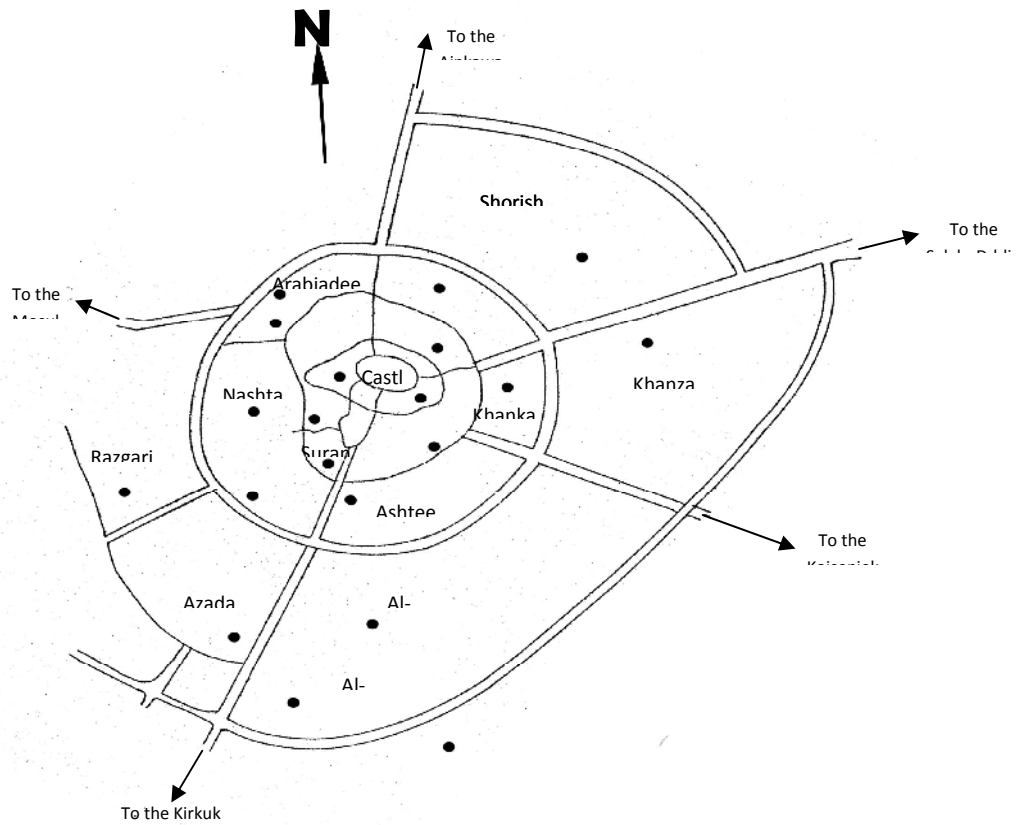 N
To the
Shorish
To the
Arabiadee
To the
Castl
Khanza
Nashta
Khanka
Razgari
Suran
Ashtee
To the
Azada
Al-
Al-
To the Kirkuk